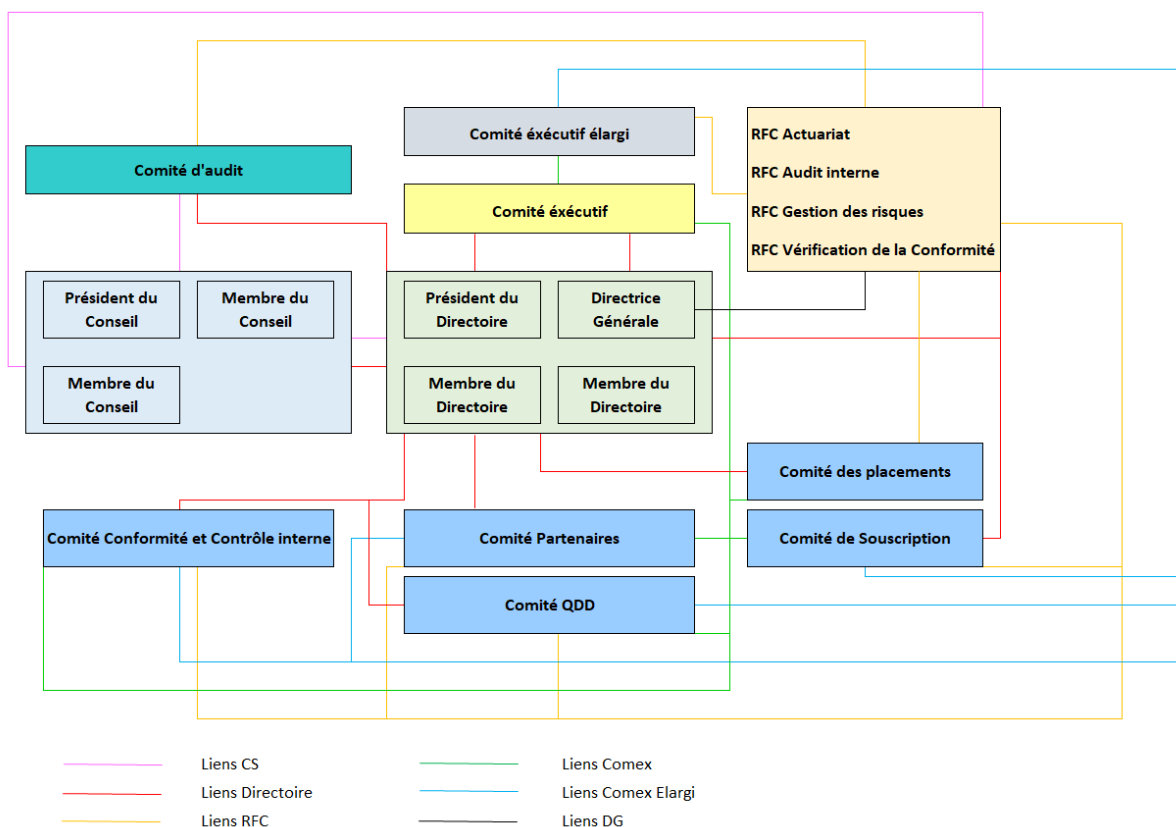 Comité éxécutif élargi
RFC Actuariat
Comité d'audit
RFC Audit interne
Comité éxécutif
RFC Gestion des risques
RFC Vérification de la Conformité
Président du
Conseil
Membre du
Conseil
Président du
Directoire
Directrice
Générale
Membre du
Conseil
Membre du
Directoire
Membre du
Directoire
Comité des placements
Comité Conformité et Contrôle interne
Comité Partenaires
Comité de Souscription
Comité QDD
Liens CS
Liens Comex
Liens Directoire
Liens Comex Elargi
Liens RFC
Liens DG